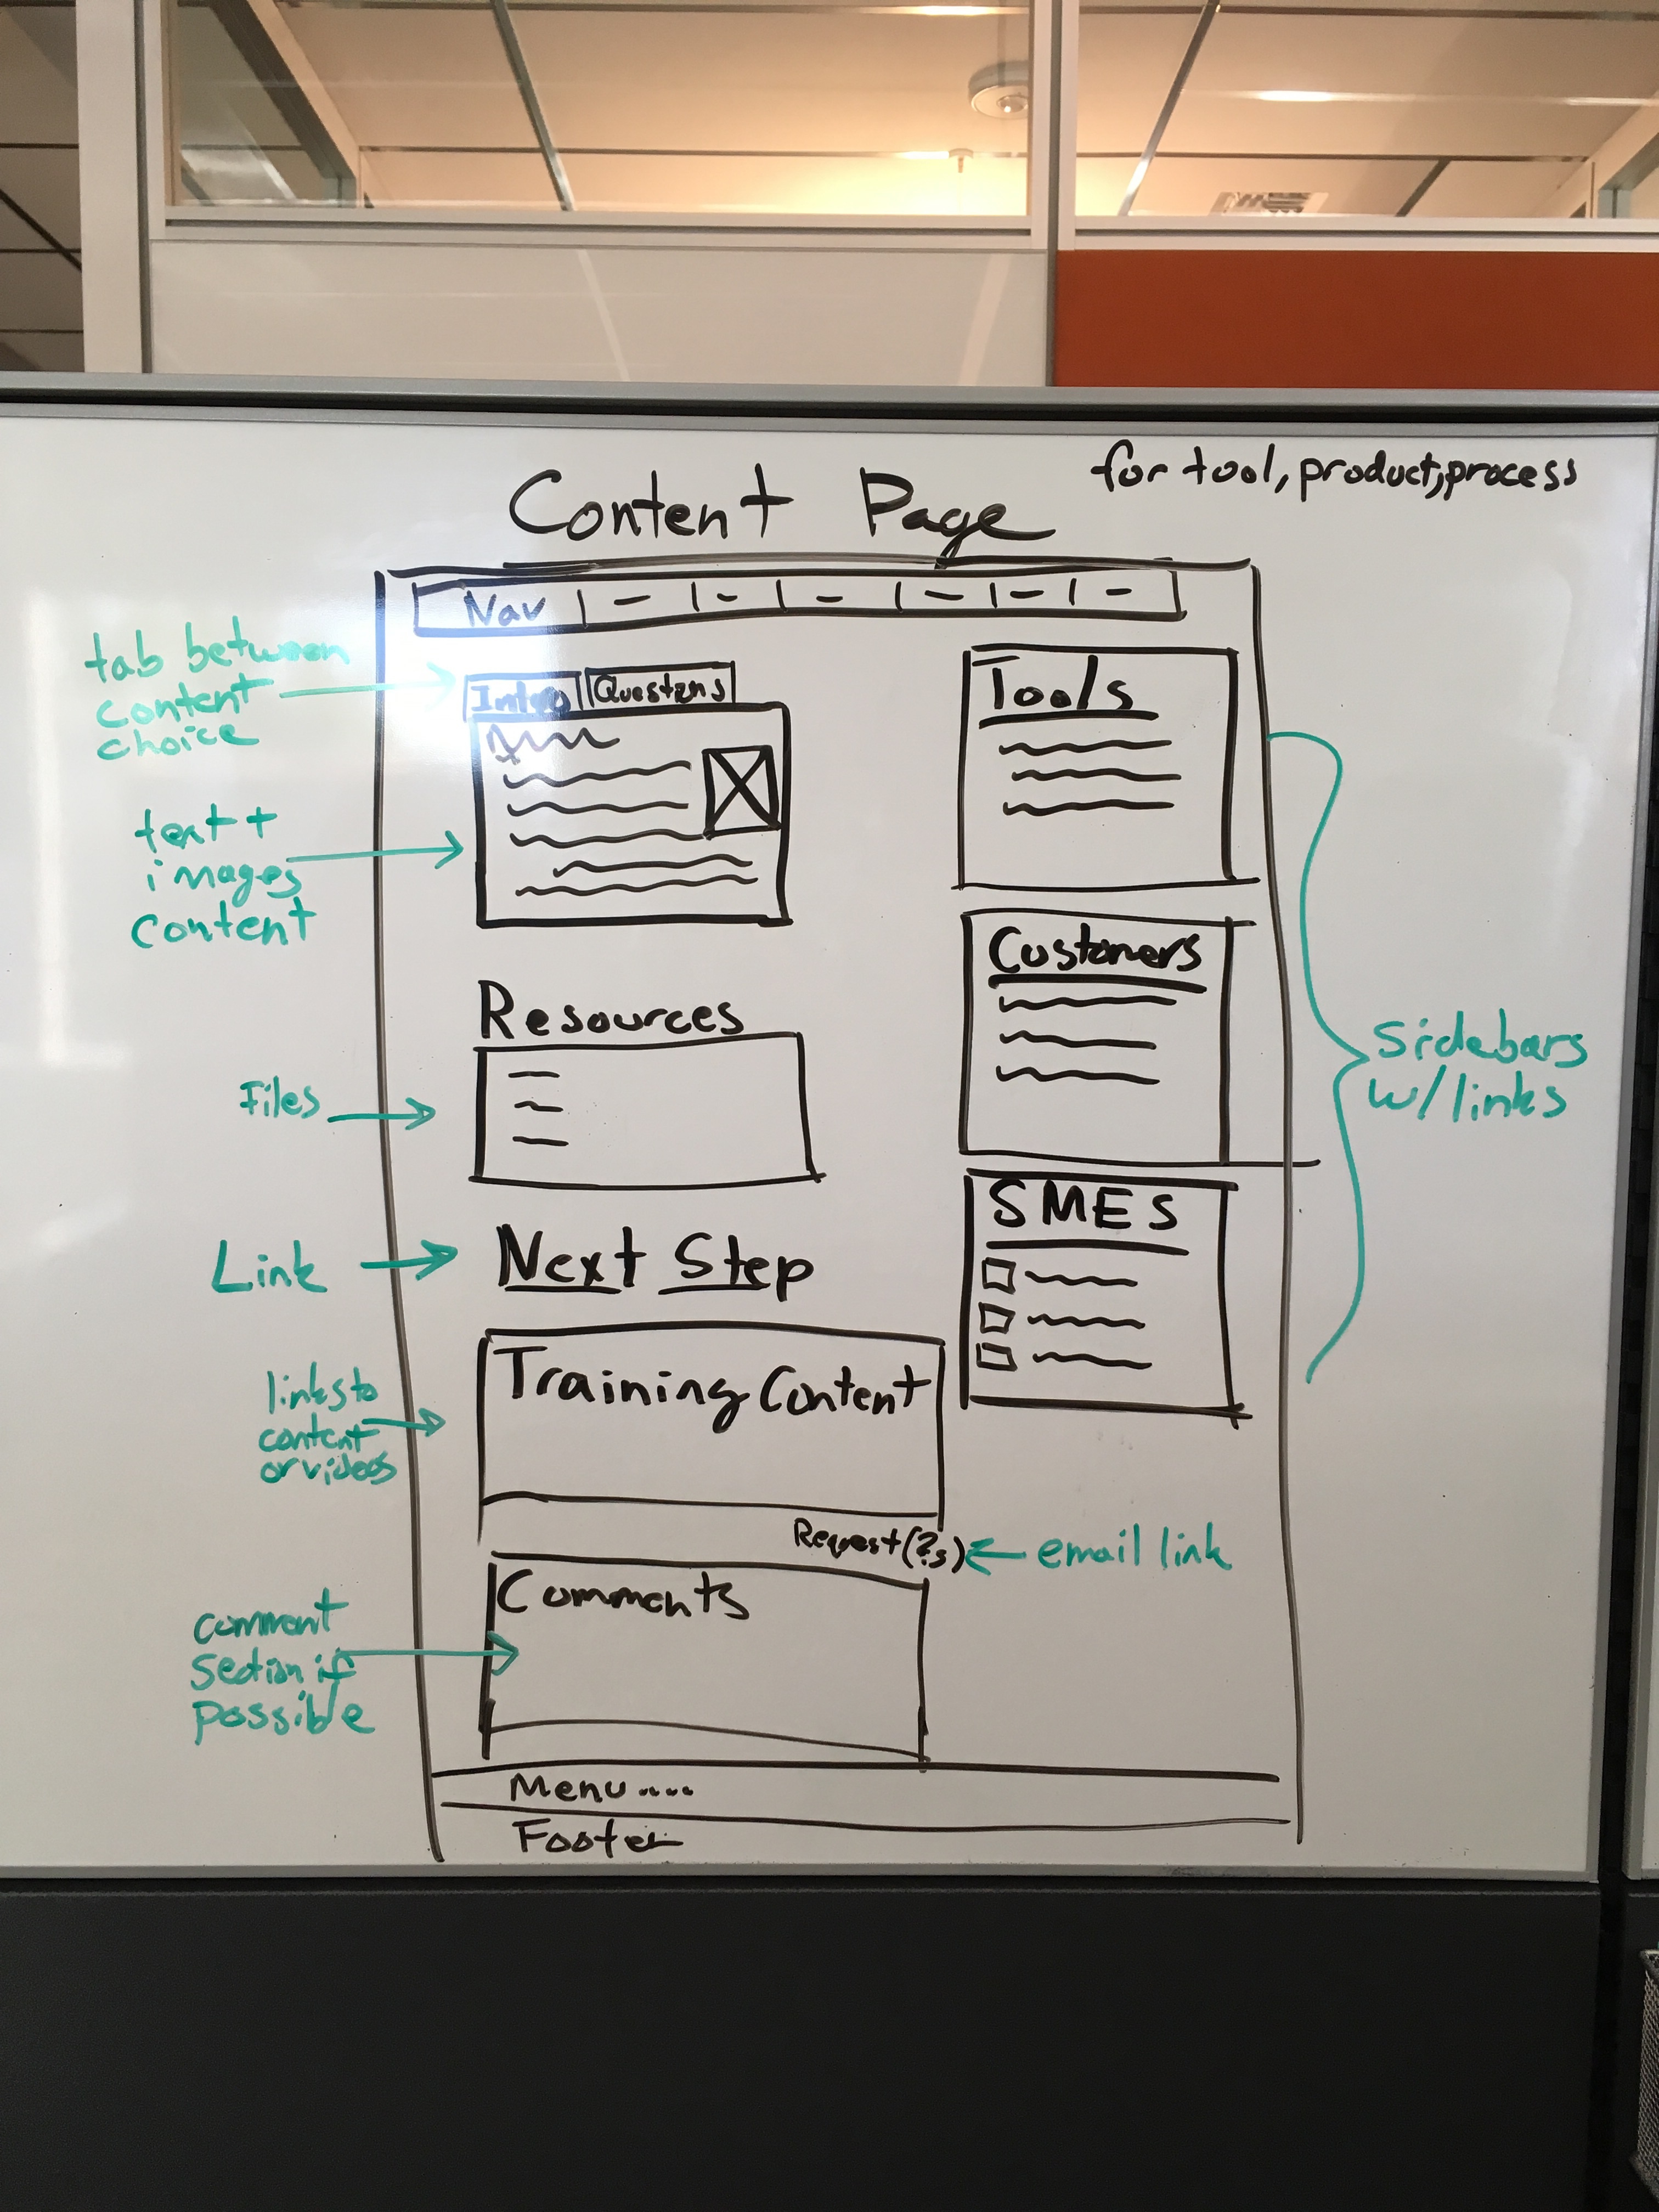 Content Page
for tool, product, process
Nav
tab between
content
choice
Intro
Questions
text +
images
content
Tools
Customers
Resources
Files
Sidebars
w/links
SMEs
Link
Next Step
links to
content
or videos
Training Content
Request (?s)
email link
Comments
comment
section if
possible
Menu ....
Footer